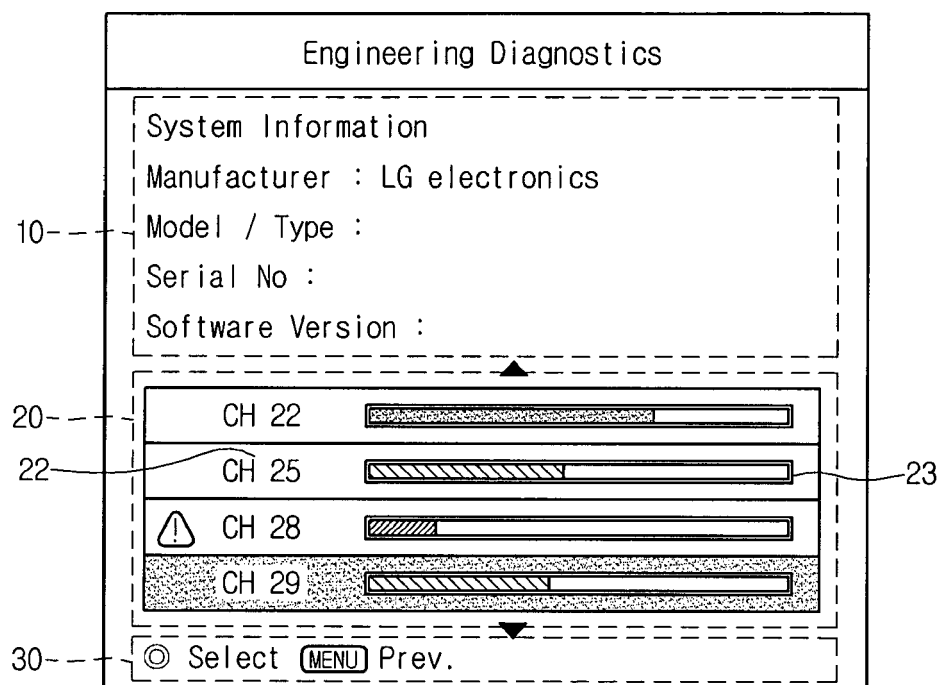 Engineering Diagnostics
System Information
Manufacturer : LG electronics
10
Model / Type :
Serial No :
Software Version :
20
CH 22
22
CH 25
23
CH 28
CH 29
30
◎ Select MENU Prev.